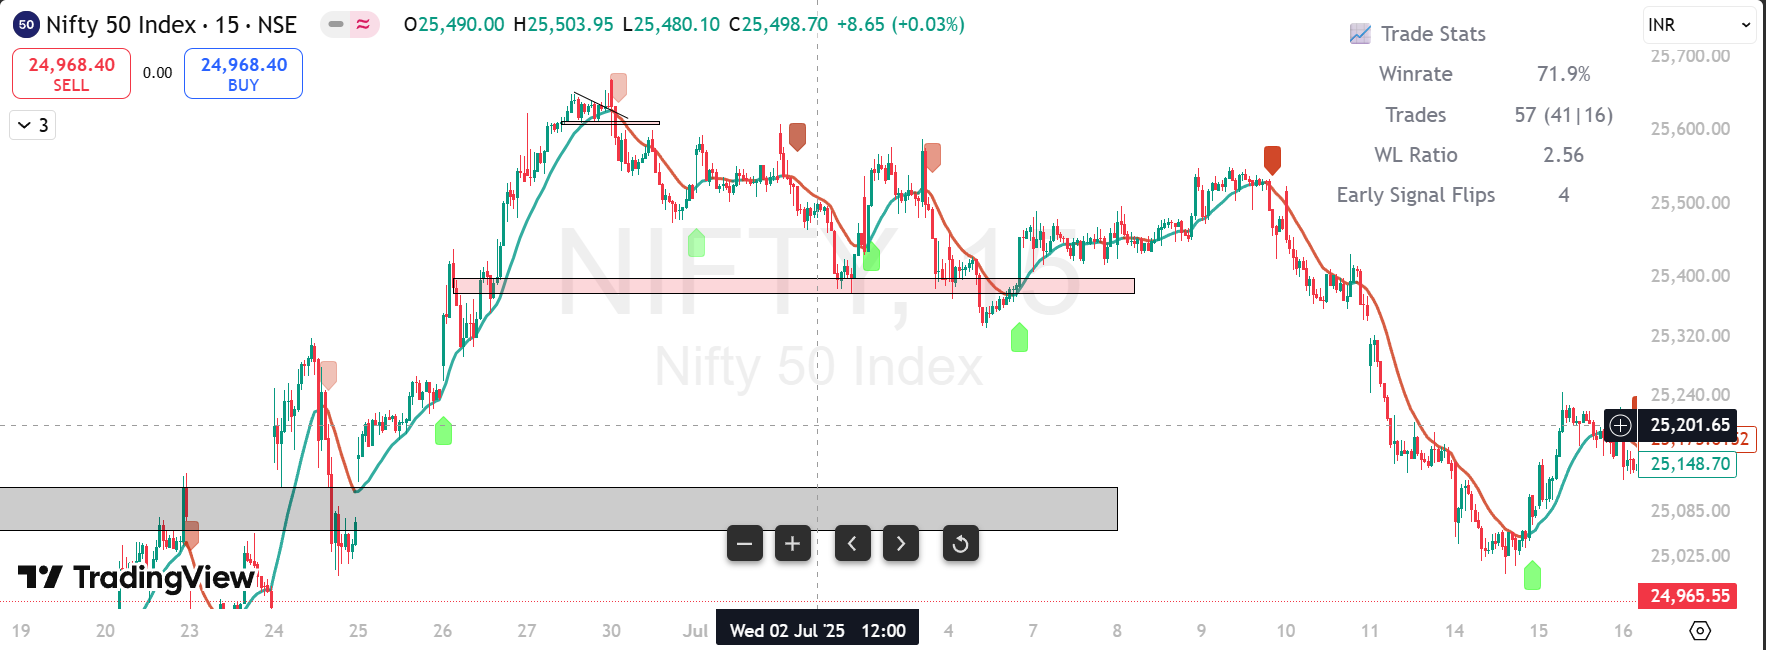 50 Nifty 50 Index · 15 · NSE O25,490.00 H25,503.95 L25,480.10 C25,498.70 +8.65 (+0.03%)
INR
24,968.40
SELL
0.00
24,968.40
BUY
3
Trade Stats
Winrate 71.9%
Trades 57 (41|16)
WL Ratio 2.56
Early Signal Flips 4
25,700.00
25,600.00
25,500.00
25,400.00
25,320.00
25,240.00
25,201.65
25,148.70
25,085.00
25,025.00
24,965.55
NIFTY, 15
Nifty 50 Index
TradingView
19 20 23 24 25 26 27 30 Jul Wed 02 Jul '25 12:00 4 7 8 9 10 11 14 15 16